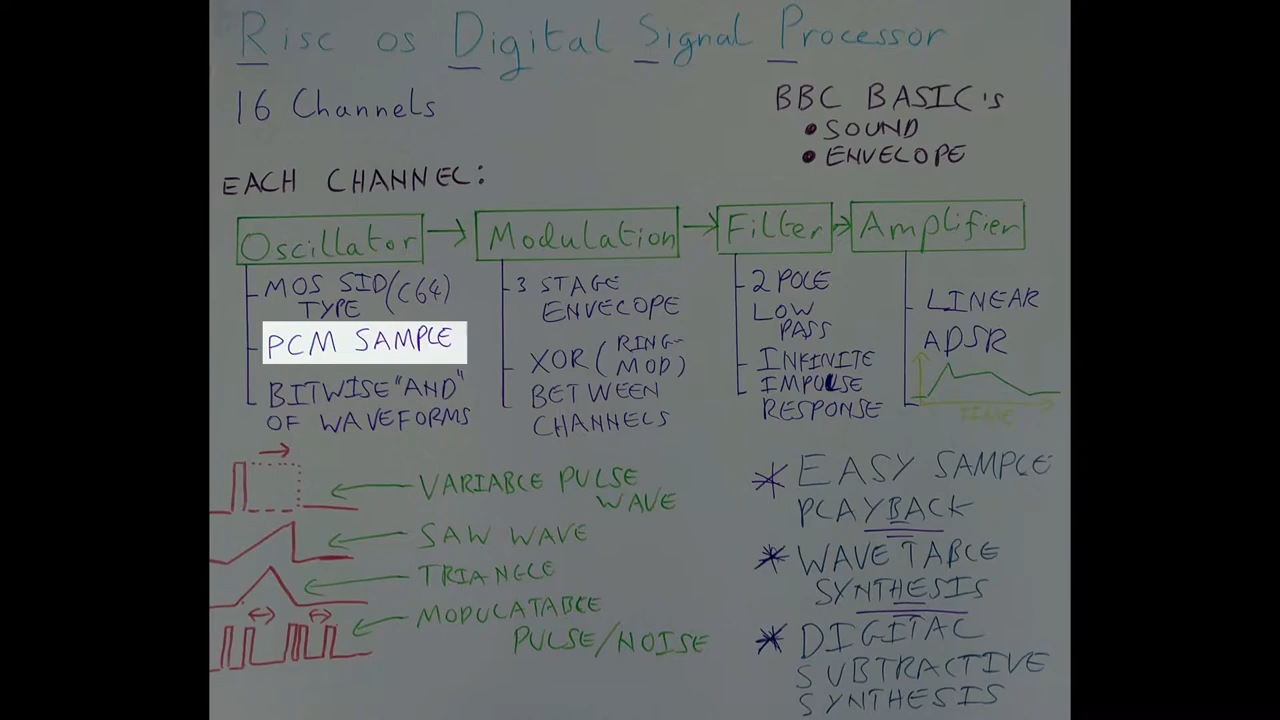 Risc os Digital Signal Processor
16 Channels
BBC BASIC's
• SOUND
• ENVELOPE
EACH CHANNEL:
Oscillator → Modulation → Filter → Amplifier
MOS SID (C64)
TYPE
PCM SAMPLE
BITWISE "AND"
OF WAVEFORMS
3 STAGE
ENVELOPE
XOR (RING-
MOD)
BETWEEN
CHANNELS
2 POLE
LOW
PASS
INFINITE
IMPULSE
RESPONSE
LINEAR
ADSR
TIME
VARIABLE PULSE
WAVE
SAW WAVE
TRIANGLE
MODULATABLE
PULSE/NOISE
* EASY SAMPLE
PLAYBACK
* WAVE TABLE
SYNTHESIS
* DIGITAL
SUBTRACTIVE
SYNTHESIS